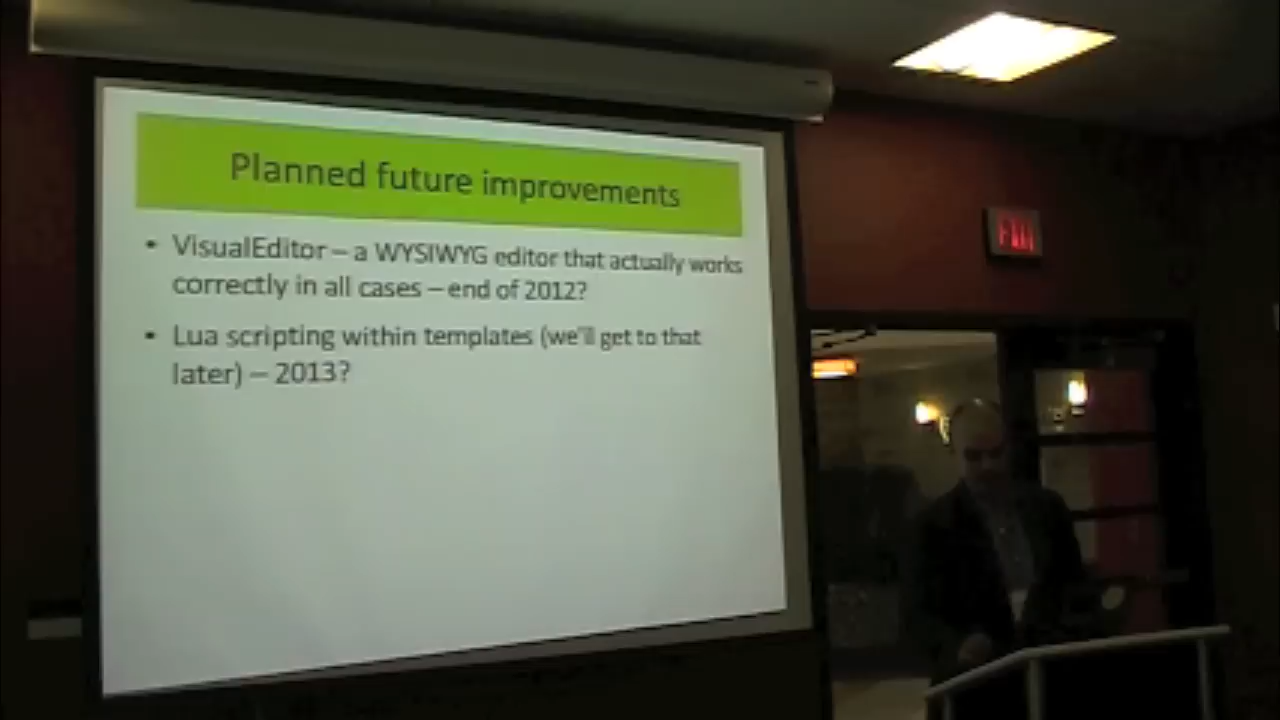 Planned future improvements
• VisualEditor – a WYSIWYG editor that actually works
correctly in all cases – end of 2012?
• Lua scripting within templates (we'll get to that
later) – 2013?
EXIT